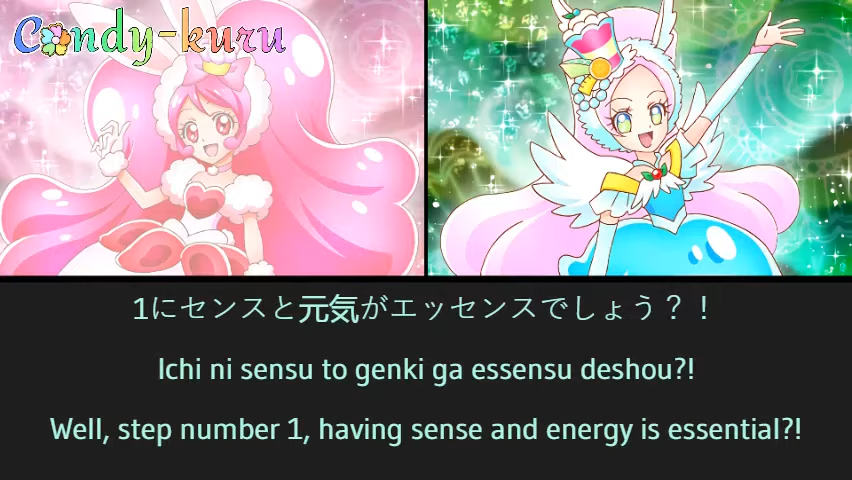 Candy-kuru
1にセンスと元気がエッセンスでしょう？！
Ichi ni sensu to genki ga essensu deshou?!
Well, step number 1, having sense and energy is essential?!